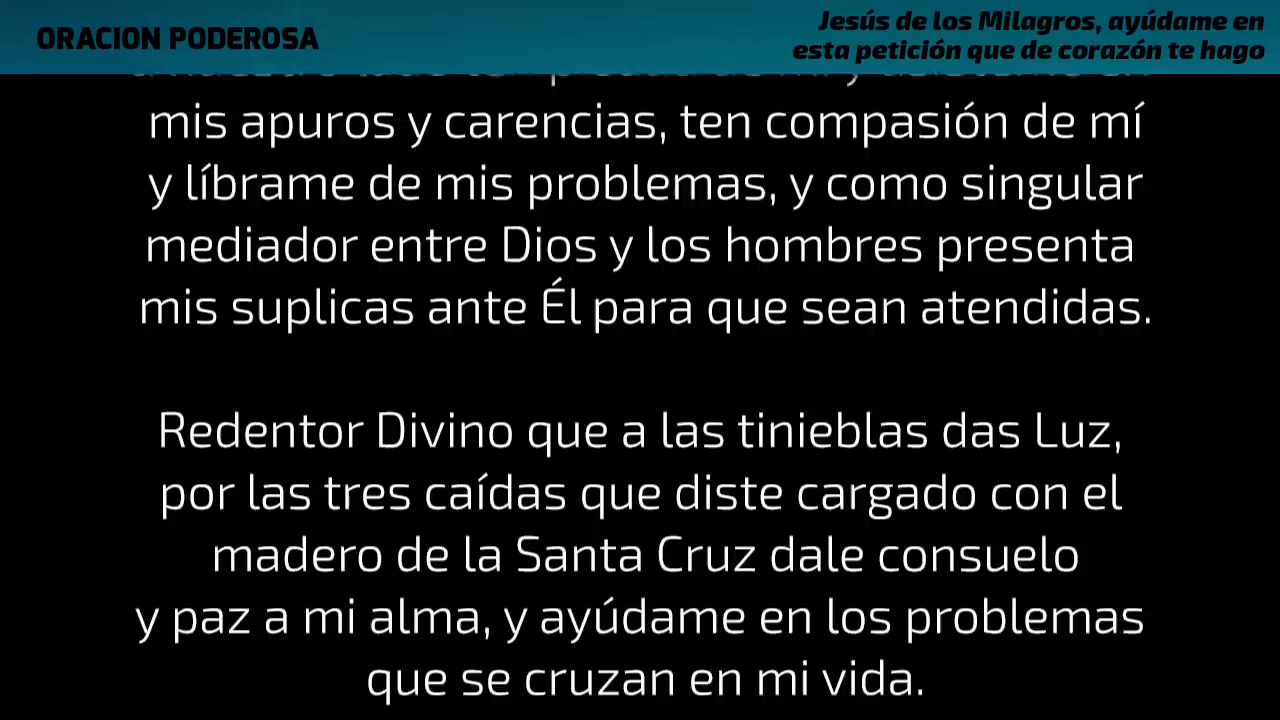 ORACION PODEROSA
Jesús de los Milagros, ayúdame en
esta petición que de corazón te hago
mis apuros y carencias, ten compasión de mí
y líbrame de mis problemas, y como singular
mediador entre Dios y los hombres presenta
mis suplicas ante Él para que sean atendidas.
Redentor Divino que a las tinieblas das Luz,
por las tres caídas que diste cargado con el
madero de la Santa Cruz dale consuelo
y paz a mi alma, y ayúdame en los problemas
que se cruzan en mi vida.